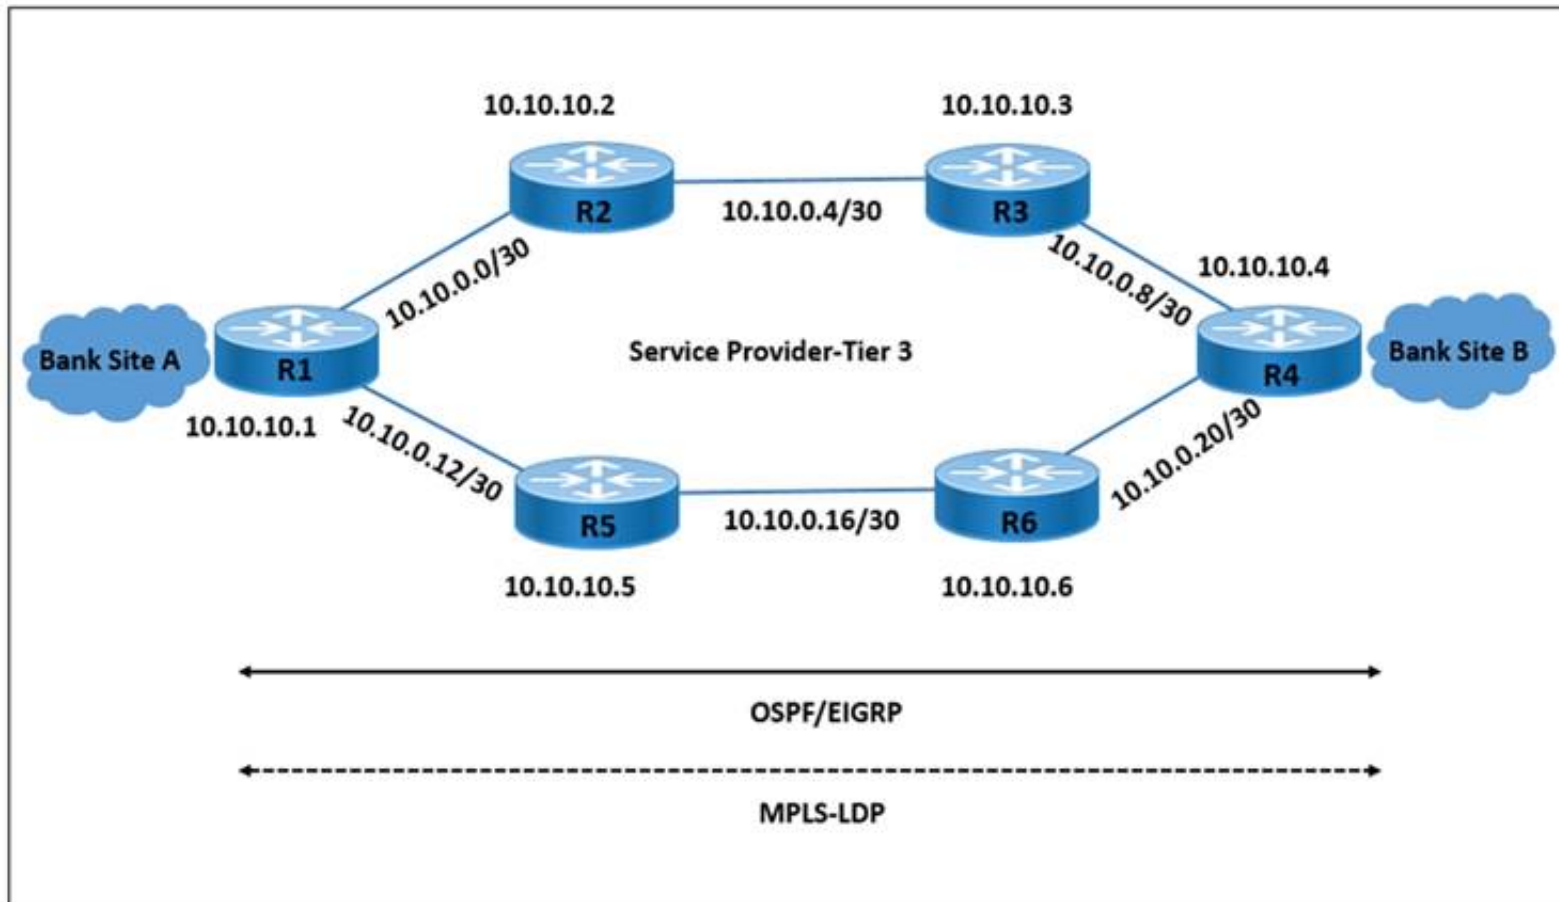 10.10.10.2
10.10.10.3
R2
10.10.0.4/30
R3
10.10.0.0/30
10.10.0.8/30
10.10.10.4
Bank Site A
R1
Service Provider-Tier 3
R4
Bank Site B
10.10.10.1
10.10.0.12/30
10.10.0.20/30
R5
10.10.0.16/30
R6
10.10.10.5
10.10.10.6
OSPF/EIGRP
MPLS-LDP